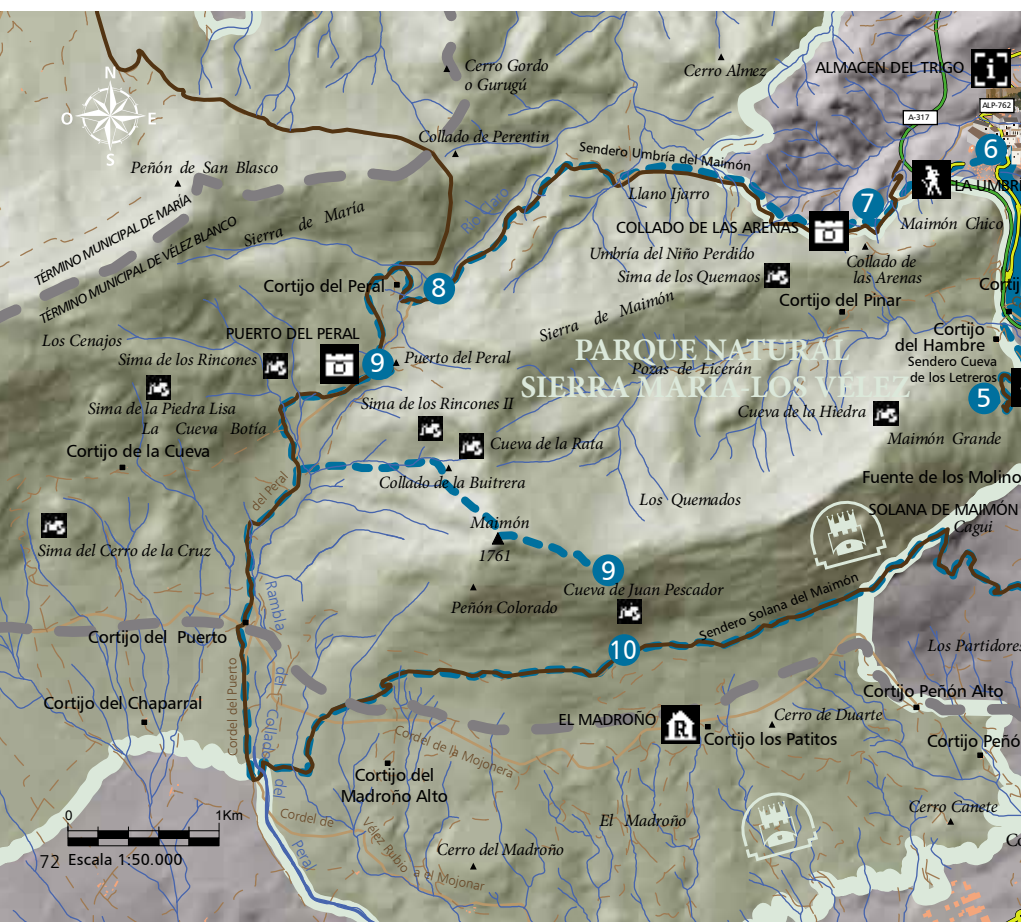 Cerro Gordo
o Gurugú
Cerro Almez
ALMACEN DEL TRIGO
i
ALP-762
A-317
N
O
E
S
Collado de Perentin
6
Sendero Umbría del Maimón
Peñón de San Blasco
Llano Ijarro
LA UMBRÍ
7
Río Claro
TÉRMINO MUNICIPAL DE MARÍA
Sierra de María
COLLADO DE LAS ARENAS
Maimón Chico
TÉRMINO MUNICIPAL DE VÉLEZ BLANCO
Umbría del Niño Perdido
Collado de
las Arenas
Sima de los Quemaos
Cortijo del Peral
8
Cortij
Cortijo del Pinar
Sierra de Maimón
PUERTO DEL PERAL
Cortijo
del Hambre
Los Cenajos
PARQUE NATURAL
SIERRA MARÍA-LOS VÉLEZ
Sima de los Rincones
9
Puerto del Peral
Pozas de Licerán
Sendero Cueva
de los Letreros
5
Sima de la Piedra Lisa
Sima de los Rincones II
Cueva de la Hiedra
La Cueva Botía
Cueva de la Rata
Maimón Grande
Cortijo de la Cueva
Collado de la Buitrera
Fuente de los Molino
del Peral
Los Quemados
SOLANA DE MAIMÓN
Maimón
1761
Cagui
Sima del Cerro de la Cruz
9
Cueva de Juan Pescador
Peñón Colorado
Sendero Solana del Maimón
Rambla del Collado del Peral
Cortijo del Puerto
10
Los Partidores
Cordel del Puerto
Cortijo del Chaparral
Cortijo Peñón Alto
EL MADROÑO
R
Cerro de Duarte
Cortijo los Patitos
Cortijo Peñó
Cordel de la Mojonera
Cortijo del
Madroño Alto
0
1Km
Cordel de
Vélez Rubio a el Mojonar
El Madroño
Cerro Canete
Co
72
Escala 1:50.000
Cerro del Madroño